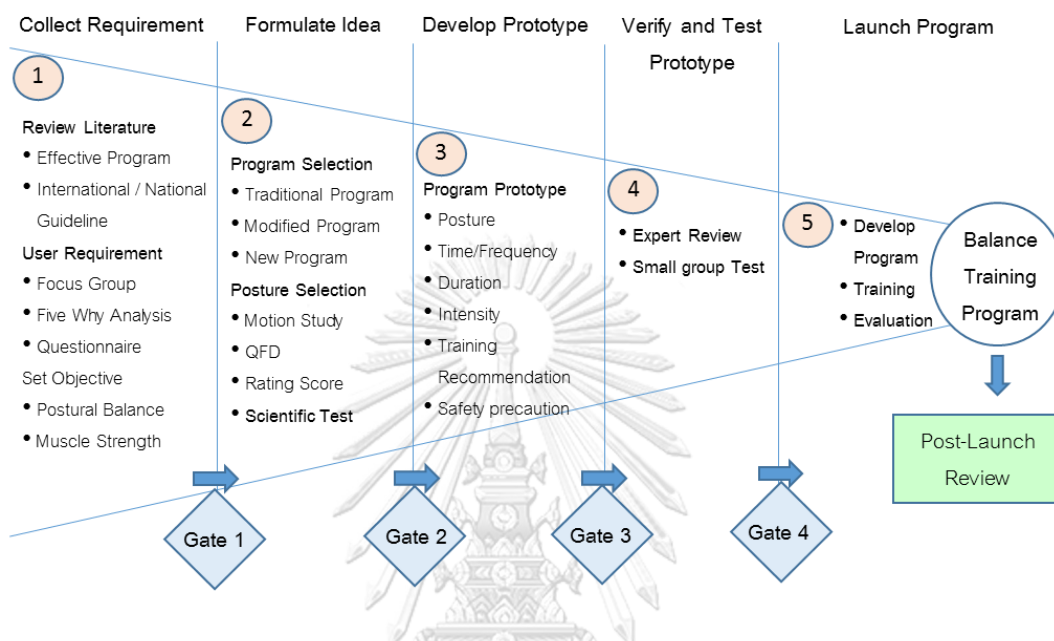 Collect Requirement
Formulate Idea
Develop Prototype
Verify and Test
Prototype
Launch Program
1
Review Literature
• Effective Program
• International / National
Guideline
User Requirement
• Focus Group
• Five Why Analysis
• Questionnaire
Set Objective
• Postural Balance
• Muscle Strength
2
Program Selection
• Traditional Program
• Modified Program
• New Program
Posture Selection
• Motion Study
• QFD
• Rating Score
• Scientific Test
3
Program Prototype
• Posture
• Time/Frequency
• Duration
• Intensity
• Training
Recommendation
• Safety precaution
4
• Expert Review
• Small group Test
5
• Develop
Program
• Training
• Evaluation
Balance
Training
Program
Post-Launch
Review
Gate 1
Gate 2
Gate 3
Gate 4